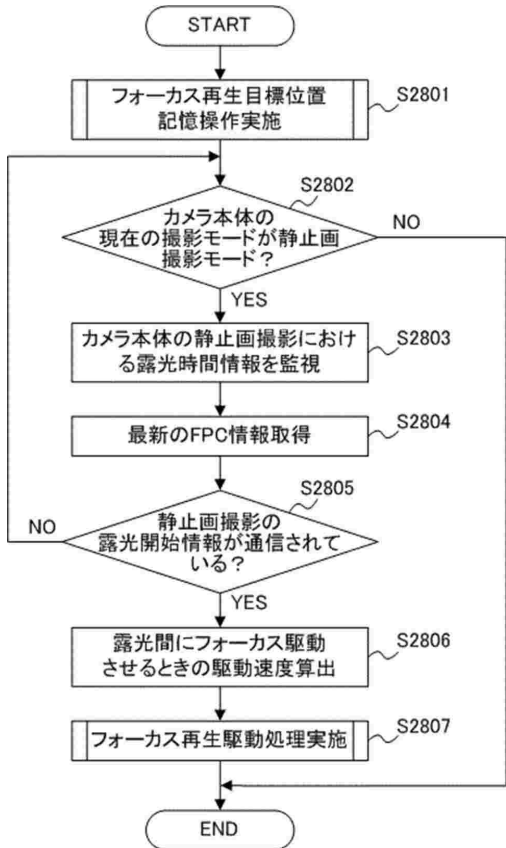 START
フォーカス再生目標位置
記憶操作実施
S2801
S2802
カメラ本体の
現在の撮影モードが静止画
撮影モード？
NO
YES
カメラ本体の静止画撮影におけ
る露光時間情報を監視
S2803
最新のFPC情報取得
S2804
S2805
静止画撮影の
露光開始情報が通信されて
いる？
NO
YES
露光間にフォーカス駆動
させるときの駆動速度算出
S2806
フォーカス再生駆動処理実施
S2807
END